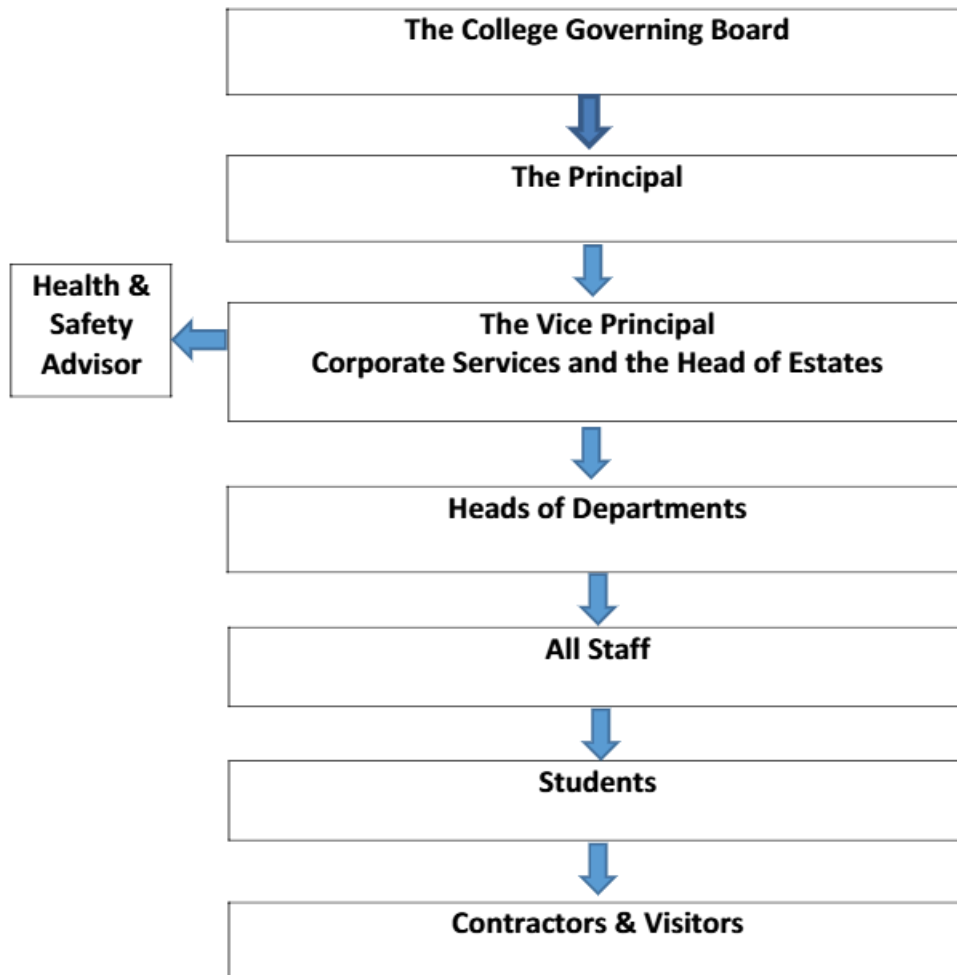 The College Governing Board
The Principal
Health &
Safety
Advisor
The Vice Principal
Corporate Services and the Head of Estates
Heads of Departments
All Staff
Students
Contractors & Visitors